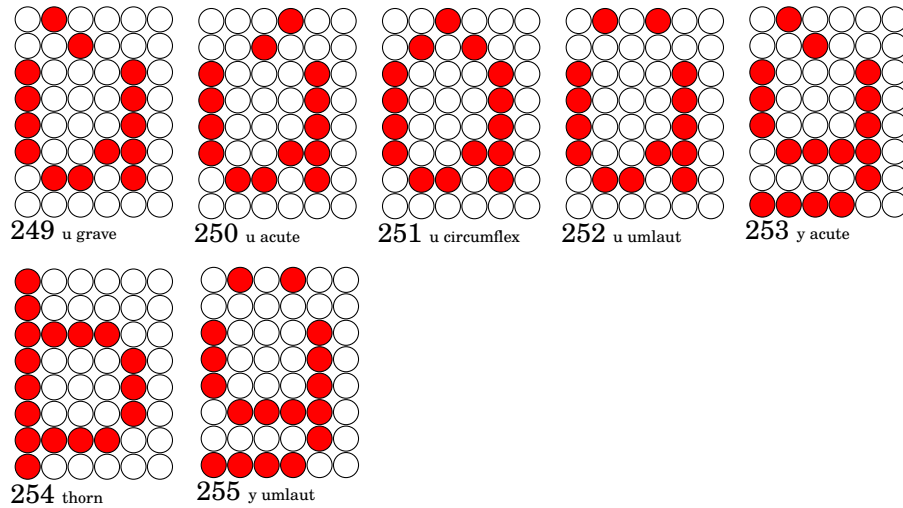 249 u grave 250 u acute 251 u circumflex 252 u umlaut 253 y acute
254 thorn 255 y umlaut